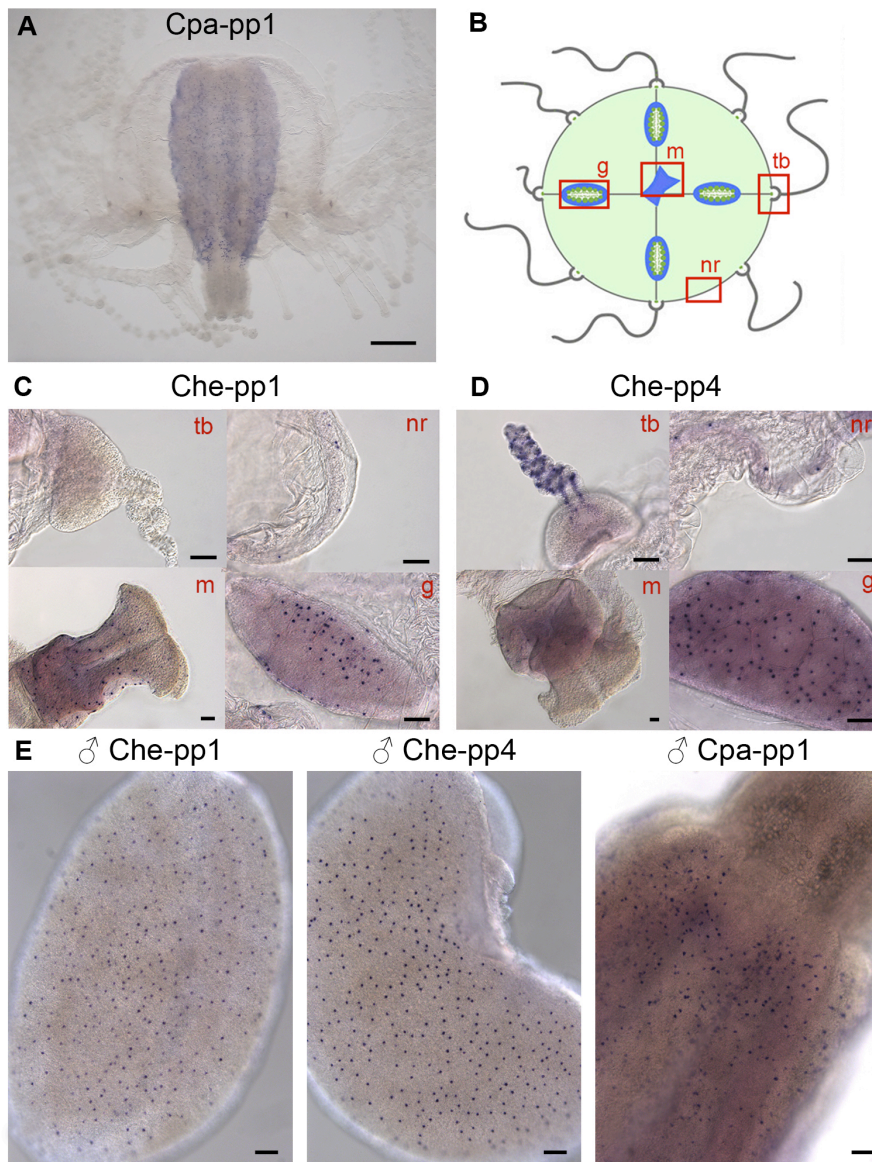 A Cpa-pp1
B
g
m
tb
nr
C Che-pp1
tb
nr
m
g
D Che-pp4
tb
nr
m
g
E ♂ Che-pp1
♂ Che-pp4
♂ Cpa-pp1